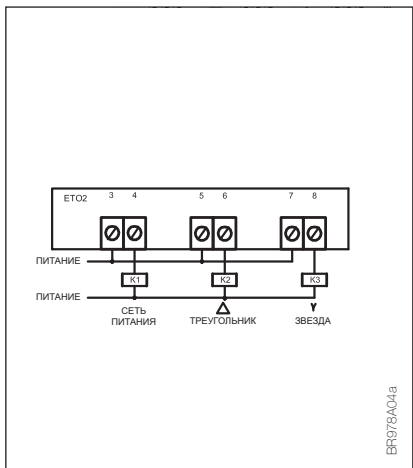 ETO2 3 4 5 6 7 8
ПИТАНИЕ
K1 K2 K3
ПИТАНИЕ
СЕТЬ
ПИТАНИЯ
ТРЕУГОЛЬНИК
ЗВЕЗДА
BR978A04a